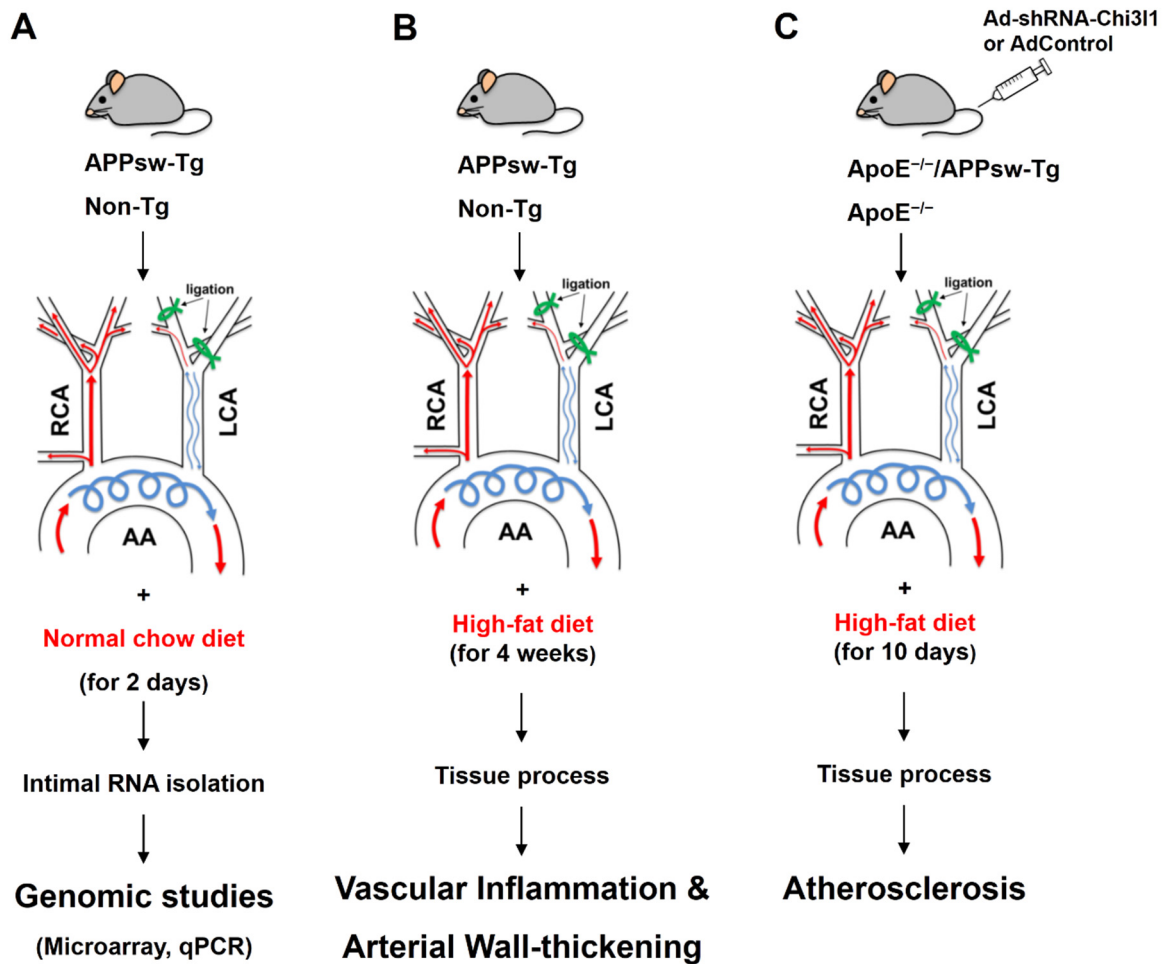 A
APPsw-Tg
Non-Tg
ligation
RCA
LCA
AA
+
Normal chow diet
(for 2 days)
Intimal RNA isolation
Genomic studies
(Microarray, qPCR)
B
APPsw-Tg
Non-Tg
ligation
RCA
LCA
AA
+
High-fat diet
(for 4 weeks)
Tissue process
Vascular Inflammation &
Arterial Wall-thickening
C
Ad-shRNA-Chi3l1
or AdControl
ApoE⁻/⁻/APPsw-Tg
ApoE⁻/⁻
ligation
RCA
LCA
AA
+
High-fat diet
(for 10 days)
Tissue process
Atherosclerosis